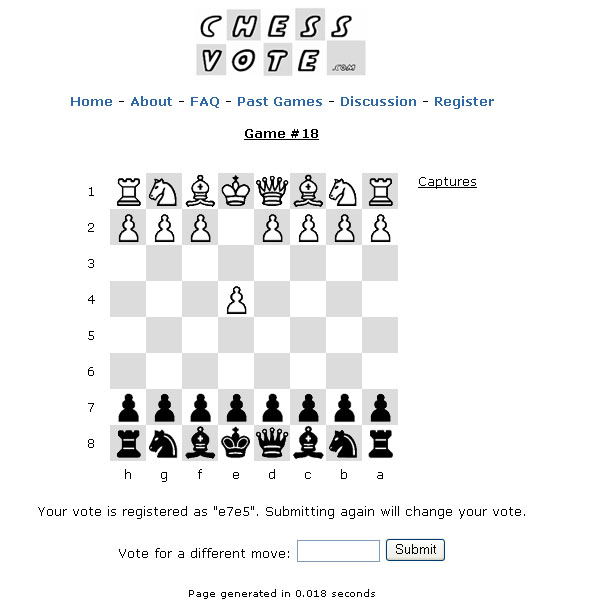 CHESS
VOTE .COM
Home - About - FAQ - Past Games - Discussion - Register
Game #18
Captures
1
2
3
4
5
6
7
8
h g f e d c b a
Your vote is registered as "e7e5". Submitting again will change your vote.
Vote for a different move: Submit
Page generated in 0.018 seconds